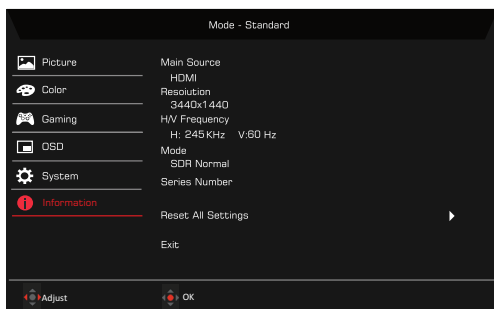 Mode - Standard
Picture
Color
Gaming
OSD
System
Information
Main Source
HDMI
Resoiution
3440x1440
H/V Frequency
H: 245KHz V:60 Hz
Mode
SDR Normal
Series Number
Reset All Settings
Exit
Adjust
OK